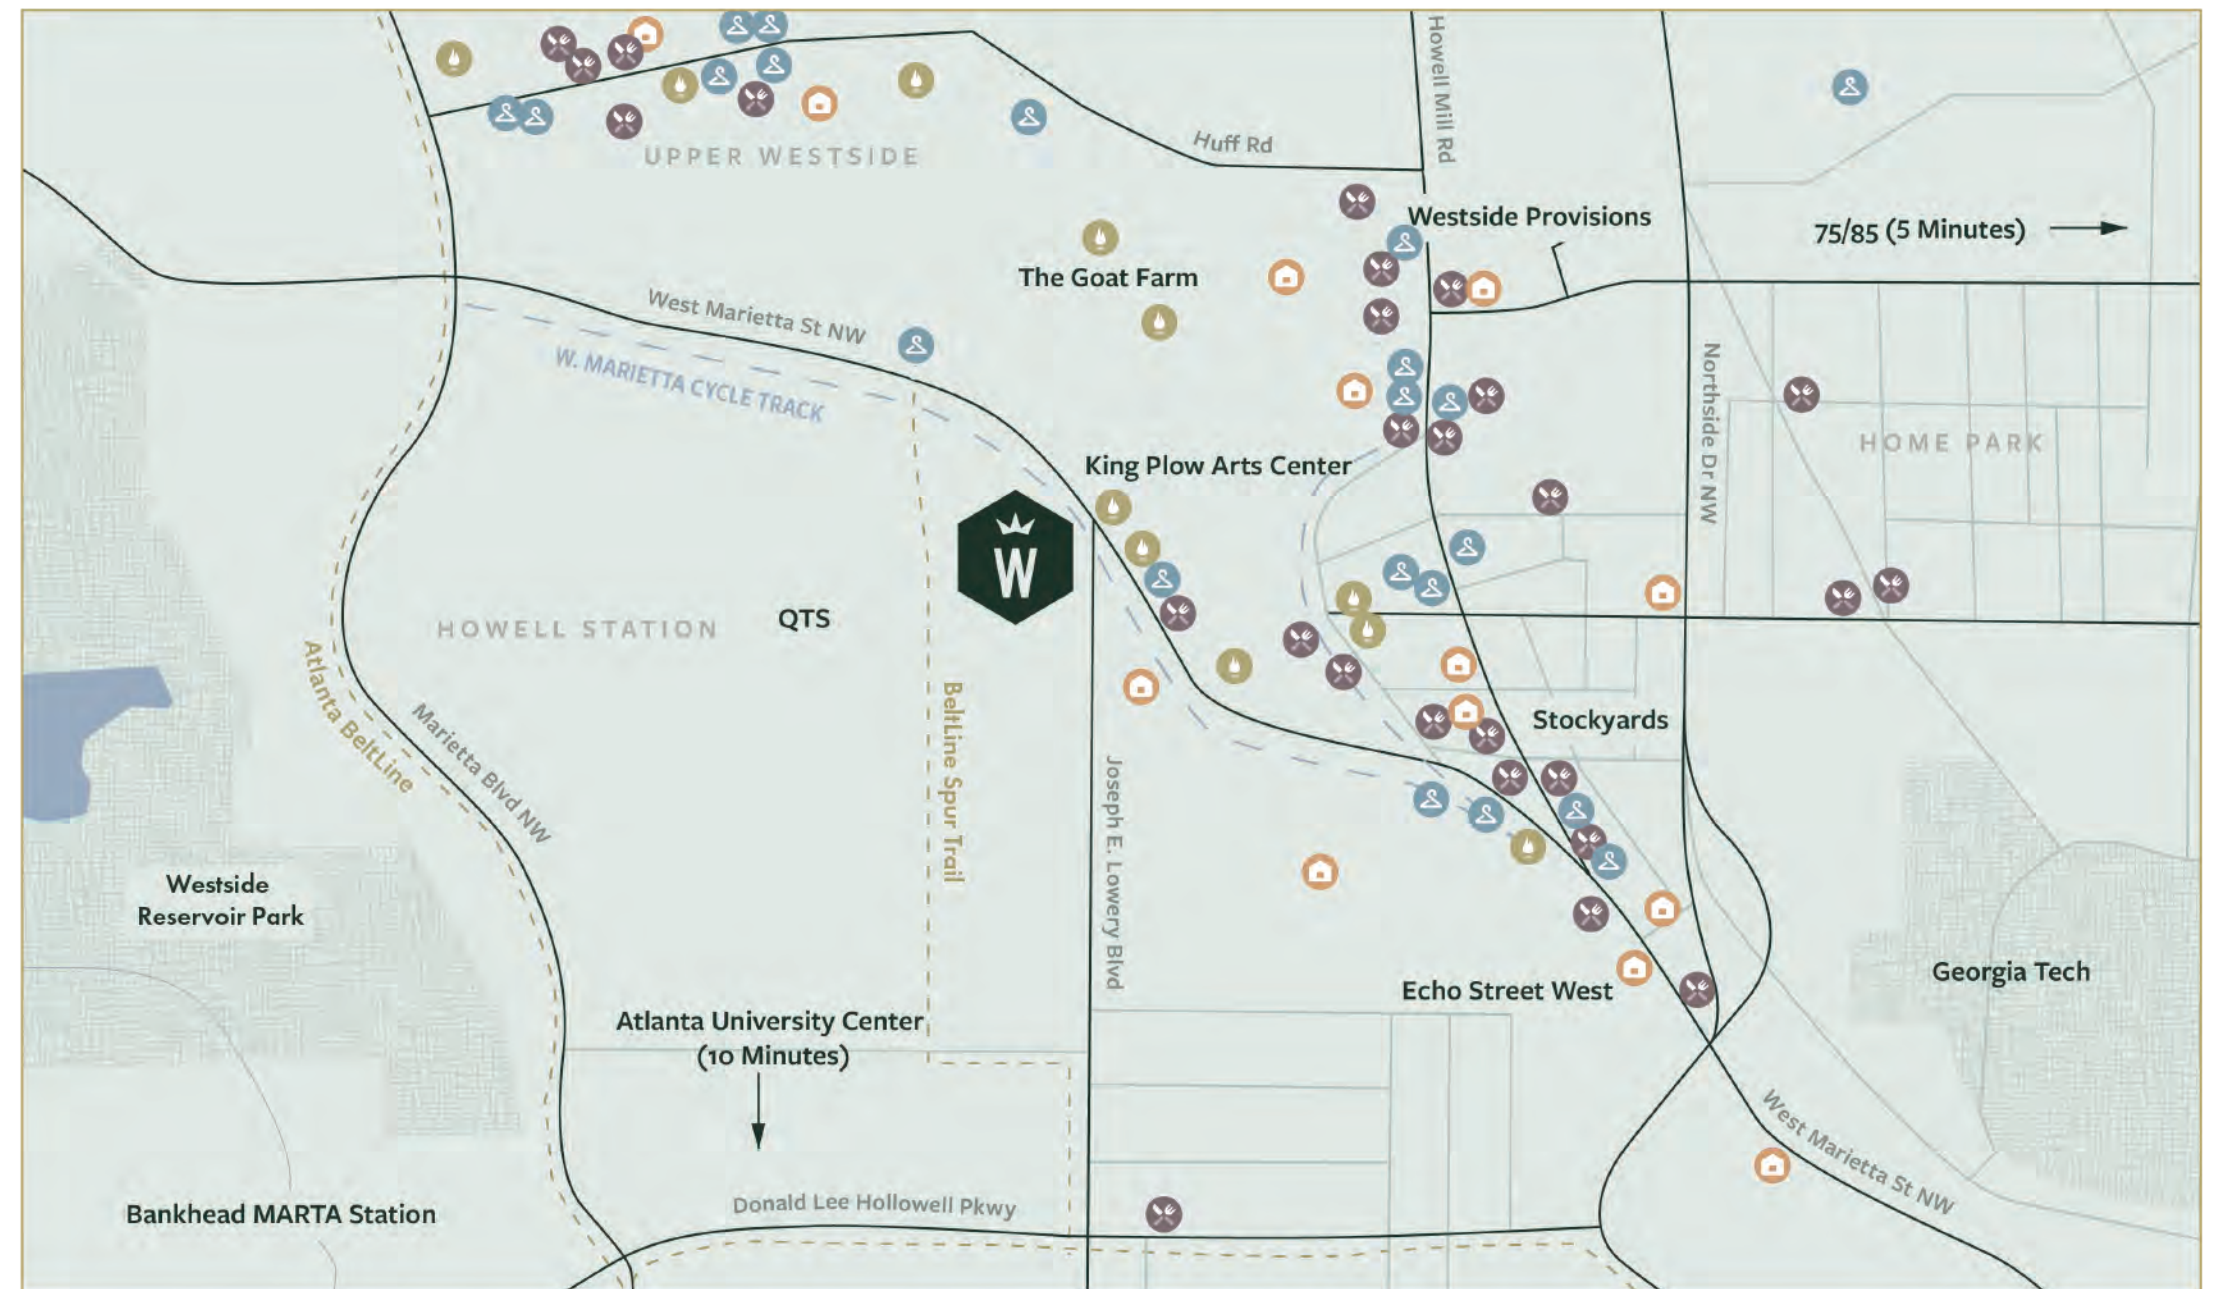 Howell Mill Rd
Huff Rd
UPPER WESTSIDE
Westside Provisions
75/85 (5 Minutes)
The Goat Farm
West Marietta St NW
W. MARIETTA CYCLE TRACK
Northside Dr NW
HOME PARK
King Plow Arts Center
W
HOWELL STATION
QTS
Atlanta BeltLine
Marietta Blvd NW
BeltLine Spur Trail
Stockyards
Joseph E. Lowery Blvd
Westside
Reservoir Park
Georgia Tech
Echo Street West
Atlanta University Center
(10 Minutes)
West Marietta St NW
Donald Lee Hollowell Pkwy
Bankhead MARTA Station